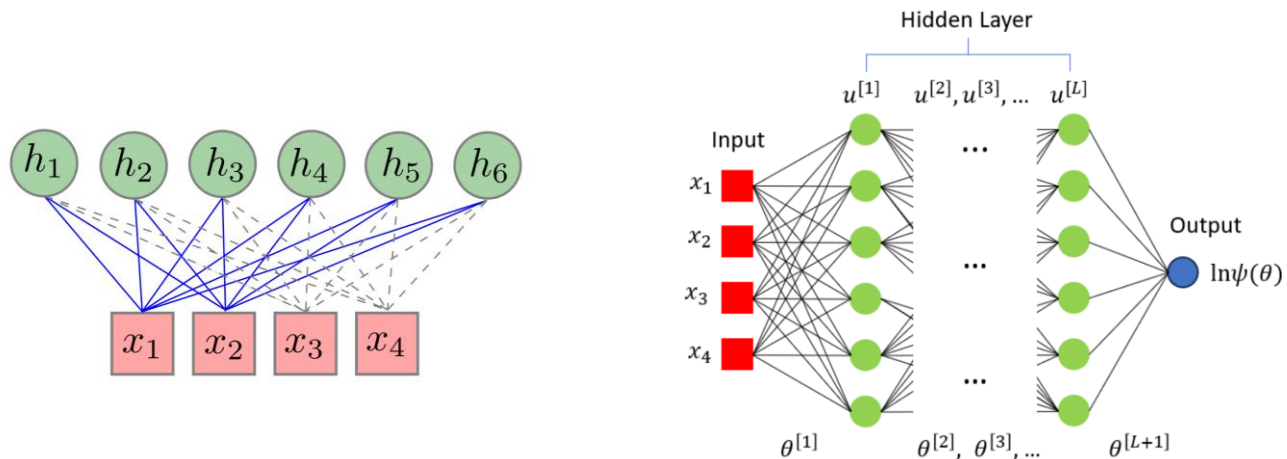 h₁ h₂ h₃ h₄ h₅ h₆
x₁ x₂ x₃ x₄
Hidden Layer
u^[1] u^[2], u^[3], ... u^[L]
Input
...
x₁
x₂
x₃
x₄
...
Output
lnψ(θ)
...
θ^[1] θ^[2], θ^[3], ... θ^[L+1]